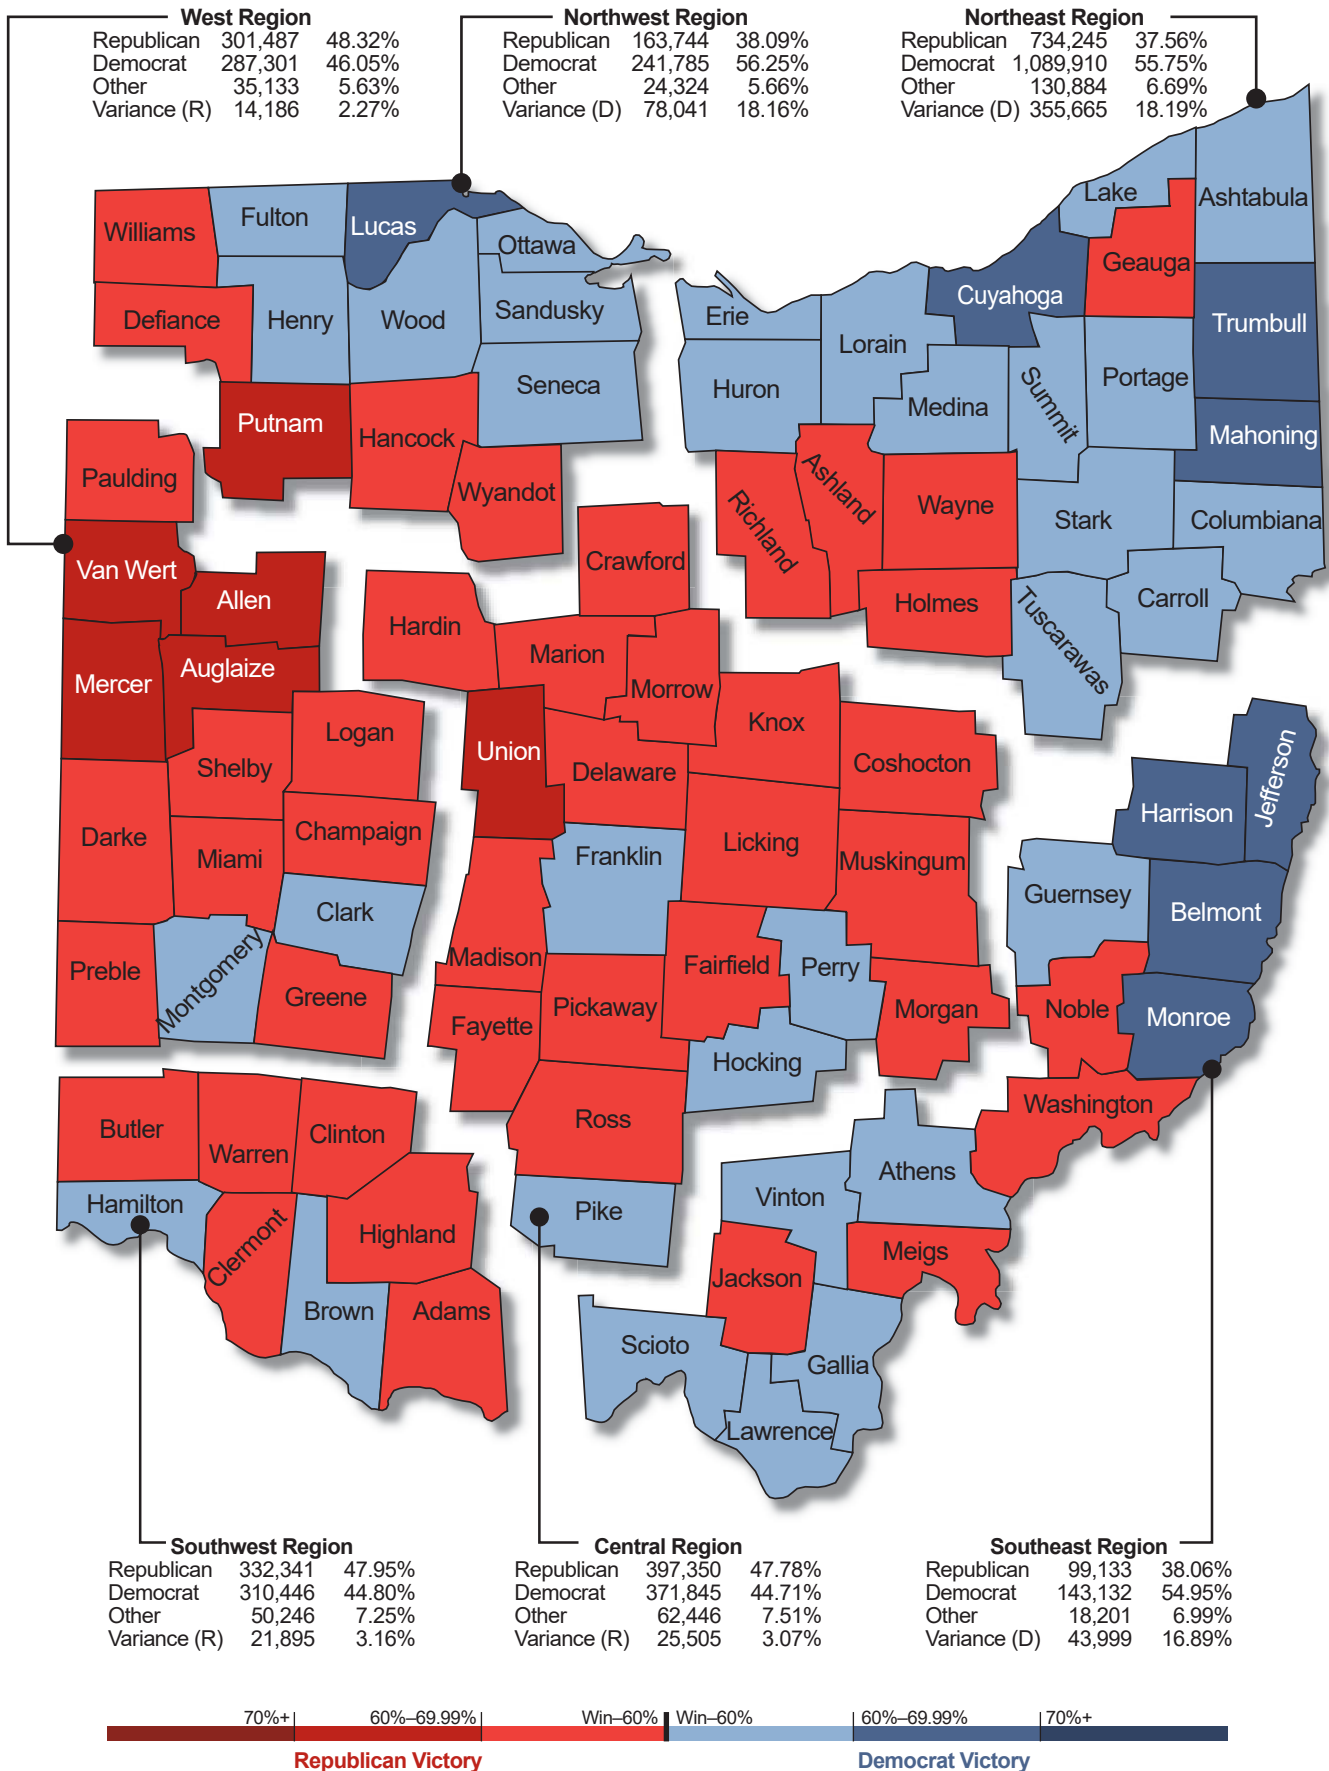 West Region
Republican 301,487 48.32%
Democrat 287,301 46.05%
Other 35,133 5.63%
Variance (R) 14,186 2.27%
Northwest Region
Republican 163,744 38.09%
Democrat 241,785 56.25%
Other 24,324 5.66%
Variance (D) 78,041 18.16%
Northeast Region
Republican 734,245 37.56%
Democrat 1,089,910 55.75%
Other 130,884 6.69%
Variance (D) 355,665 18.19%
Williams
Fulton
Lucas
Ottawa
Defiance
Henry
Wood
Sandusky
Seneca
Putnam
Hancock
Wyandot
Paulding
Van Wert
Allen
Mercer
Auglaize
Logan
Shelby
Darke
Champaign
Miami
Clark
Preble
Montgomery
Greene
Lake
Ashtabula
Geauga
Cuyahoga
Trumbull
Erie
Lorain
Huron
Medina
Summit
Portage
Mahoning
Richland
Ashland
Wayne
Stark
Columbiana
Holmes
Tuscarawas
Carroll
Crawford
Hardin
Marion
Morrow
Union
Delaware
Knox
Coshocton
Franklin
Licking
Muskingum
Madison
Fairfield
Perry
Fayette
Pickaway
Morgan
Hocking
Ross
Pike
Jefferson
Harrison
Guernsey
Belmont
Noble
Monroe
Washington
Athens
Vinton
Meigs
Jackson
Scioto
Gallia
Lawrence
Butler
Warren
Clinton
Hamilton
Clermont
Highland
Brown
Adams
Southwest Region
Republican 332,341 47.95%
Democrat 310,446 44.80%
Other 50,246 7.25%
Variance (R) 21,895 3.16%
Central Region
Republican 397,350 47.78%
Democrat 371,845 44.71%
Other 62,446 7.51%
Variance (R) 25,505 3.07%
Southeast Region
Republican 99,133 38.06%
Democrat 143,132 54.95%
Other 18,201 6.99%
Variance (D) 43,999 16.89%
70%+ 60%–69.99% Win–60% Win–60% 60%–69.99% 70%+
Republican Victory Democrat Victory